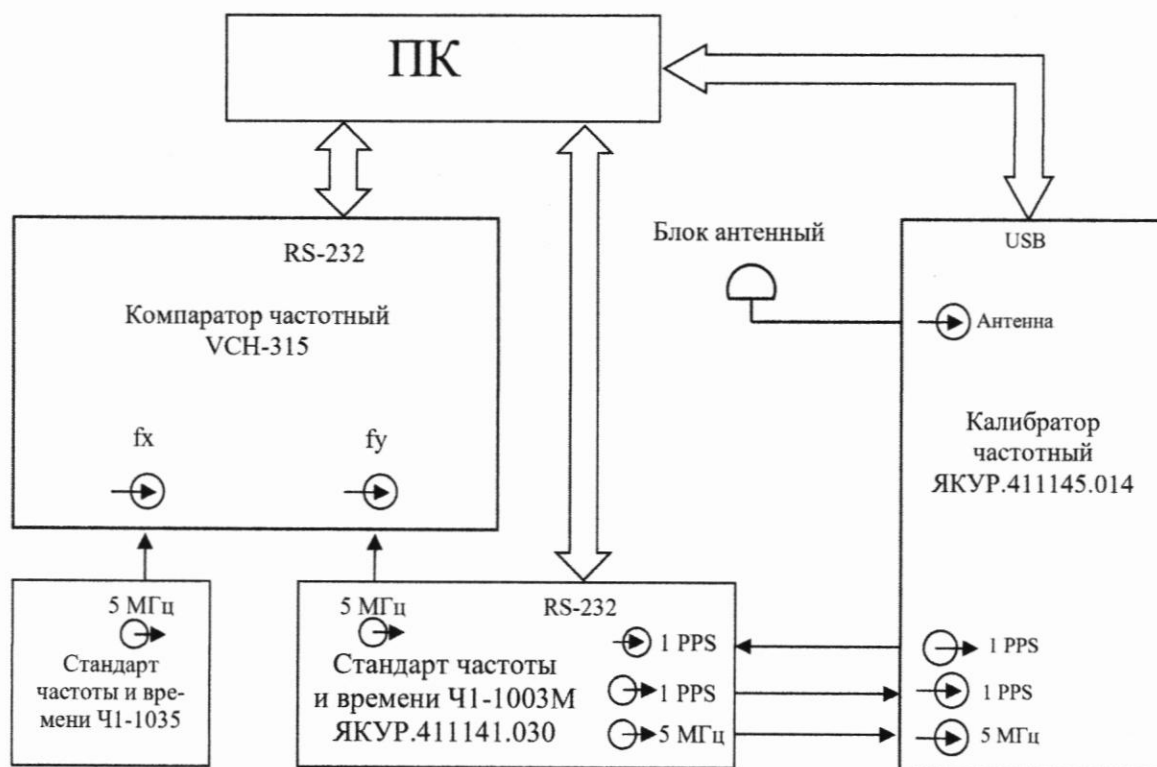 ПК
RS-232
Компаратор частотный
VCH-315
fx
fy
Блок антенный
USB
Антенна
Калибратор
частотный
ЯКУР.411145.014
5 МГц
Стандарт
частоты и вре-
мени Ч1-1035
5 МГц
RS-232
1 PPS
Стандарт частоты
и времени Ч1-1003М
ЯКУР.411141.030
1 PPS
5 МГц
1 PPS
1 PPS
5 МГц